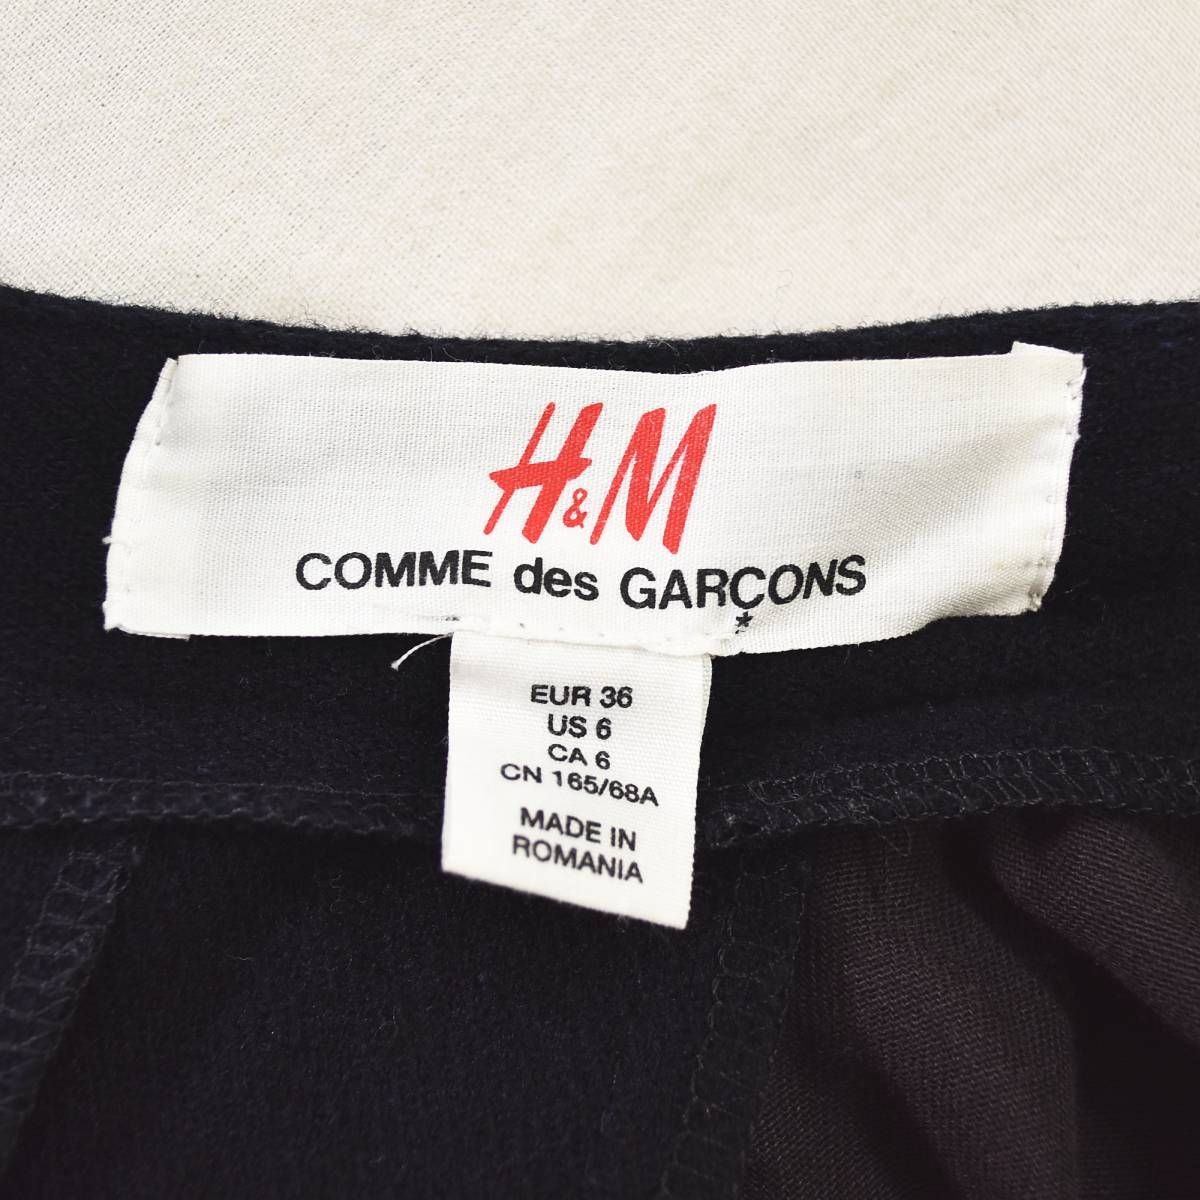 H&M
COMME des GARÇONS
*
EUR 36
US 6
CA 6
CN 165/68A
MADE IN
ROMANIA